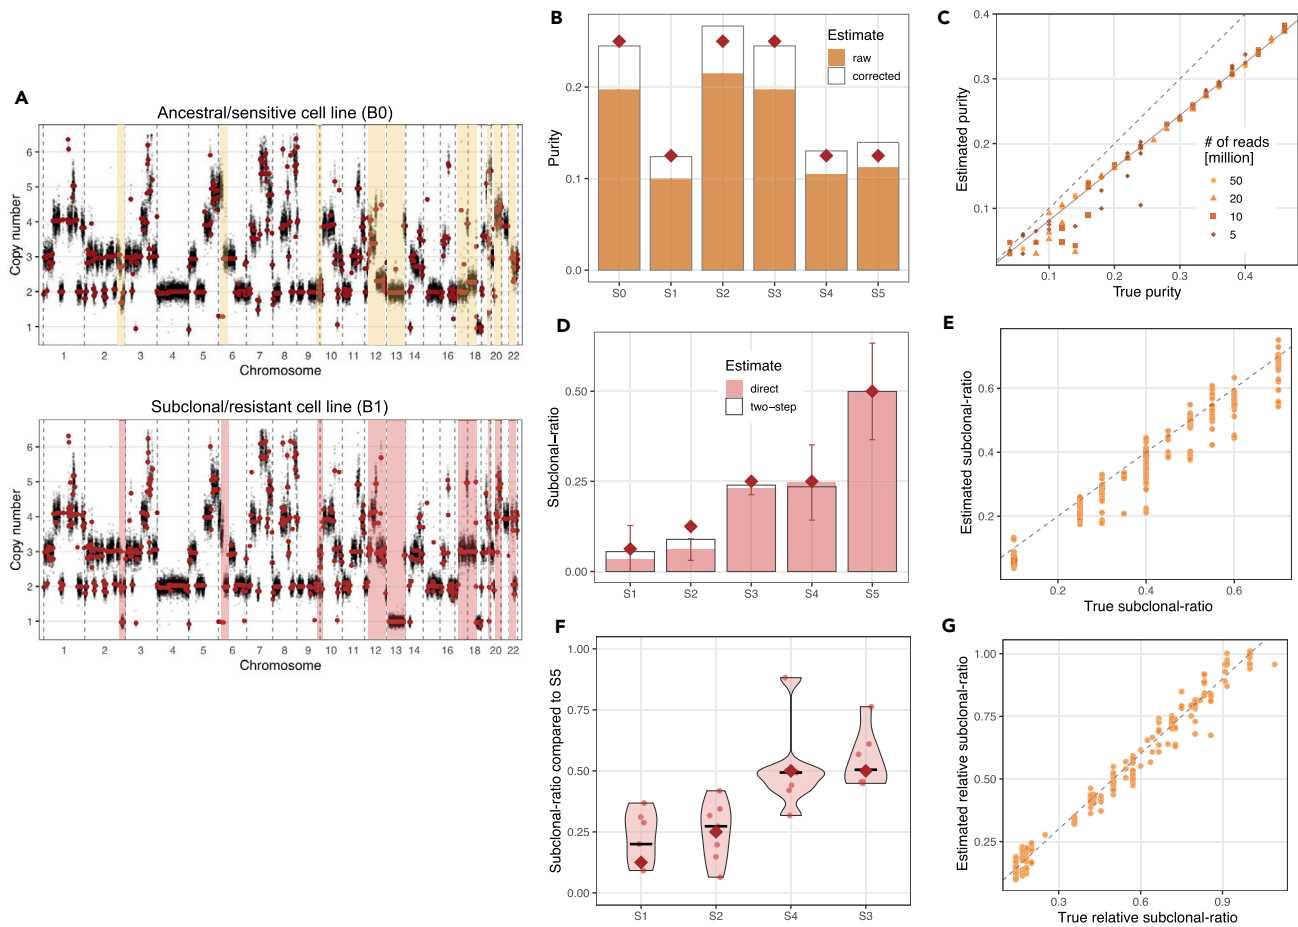 A
Ancestral/sensitive cell line (B0)
Copy number
6
5
4
3
2
1
1 2 3 4 5 6 7 8 9 10 11 12 13 14 16 18 20 22
Chromosome
Subclonal/resistant cell line (B1)
Copy number
6
5
4
3
2
1
1 2 3 4 5 6 7 8 9 10 11 12 13 14 16 18 20 22
Chromosome
B
Purity
0.2
0.1
0.0
Estimate
raw
corrected
S0 S1 S2 S3 S4 S5
C
Estimated purity
0.4
0.3
0.2
0.1
# of reads
[million]
50
20
10
5
0.1 0.2 0.3 0.4
True purity
D
Subclonal−ratio
0.50
0.25
0.00
Estimate
direct
two−step
S1 S2 S3 S4 S5
E
Estimated subclonal-ratio
0.6
0.4
0.2
0.2 0.4 0.6
True subclonal-ratio
F
Subclonal-ratio compared to S5
1.00
0.75
0.50
0.25
0.00
S1 S2 S4 S3
G
Estimated relative subclonal-ratio
1.00
0.75
0.50
0.25
0.3 0.6 0.9
True relative subclonal-ratio